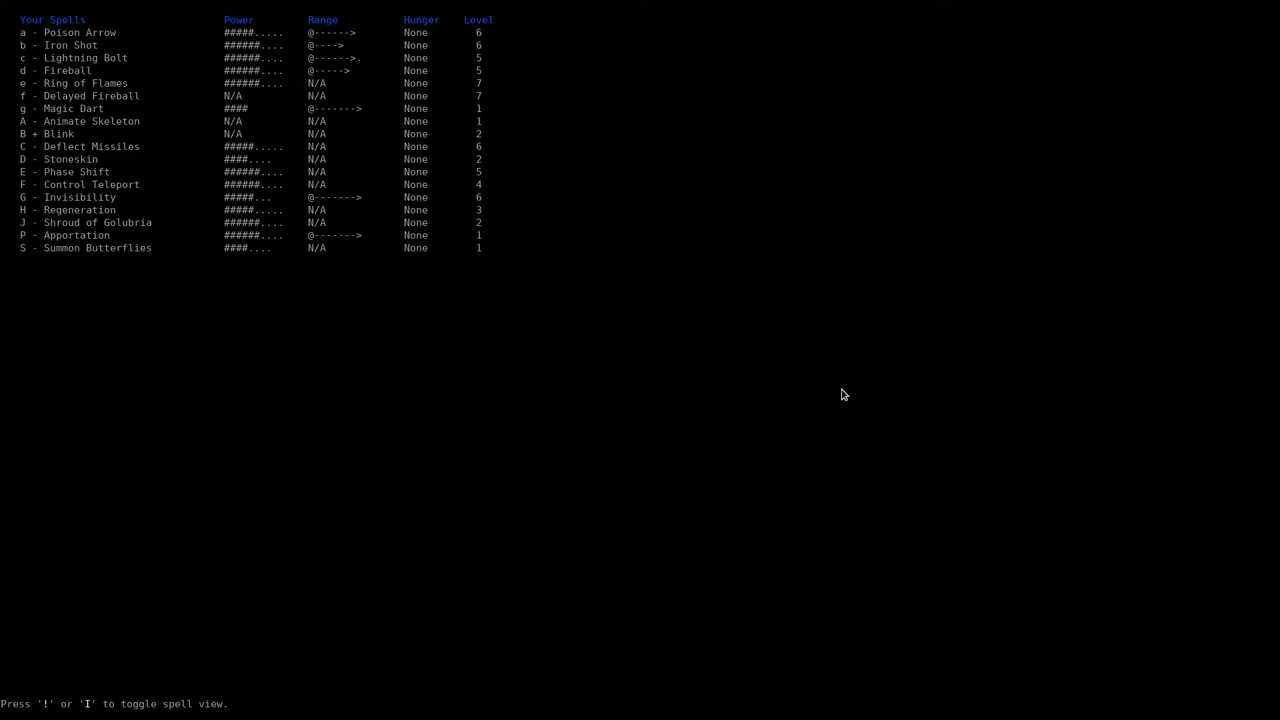 Your Spells Power Range Hunger Level
a - Poison Arrow #####..... @------> None 6
b - Iron Shot ######.... @----> None 6
c - Lightning Bolt ######.... @------>. None 5
d - Fireball ######.... @-----> None 5
e - Ring of Flames ######.... N/A None 7
f - Delayed Fireball N/A N/A None 7
g - Magic Dart #### @-------> None 1
A - Animate Skeleton N/A N/A None 1
B + Blink N/A N/A None 2
C - Deflect Missiles #####..... N/A None 6
D - Stoneskin ####.... N/A None 2
E - Phase Shift ######.... N/A None 5
F - Control Teleport ######.... N/A None 4
G - Invisibility #####... @-------> None 6
H - Regeneration #####..... N/A None 3
J - Shroud of Golubria ######.... N/A None 2
P - Apportation ######.... @-------> None 1
S - Summon Butterflies ####.... N/A None 1
Press '!' or 'I' to toggle spell view.